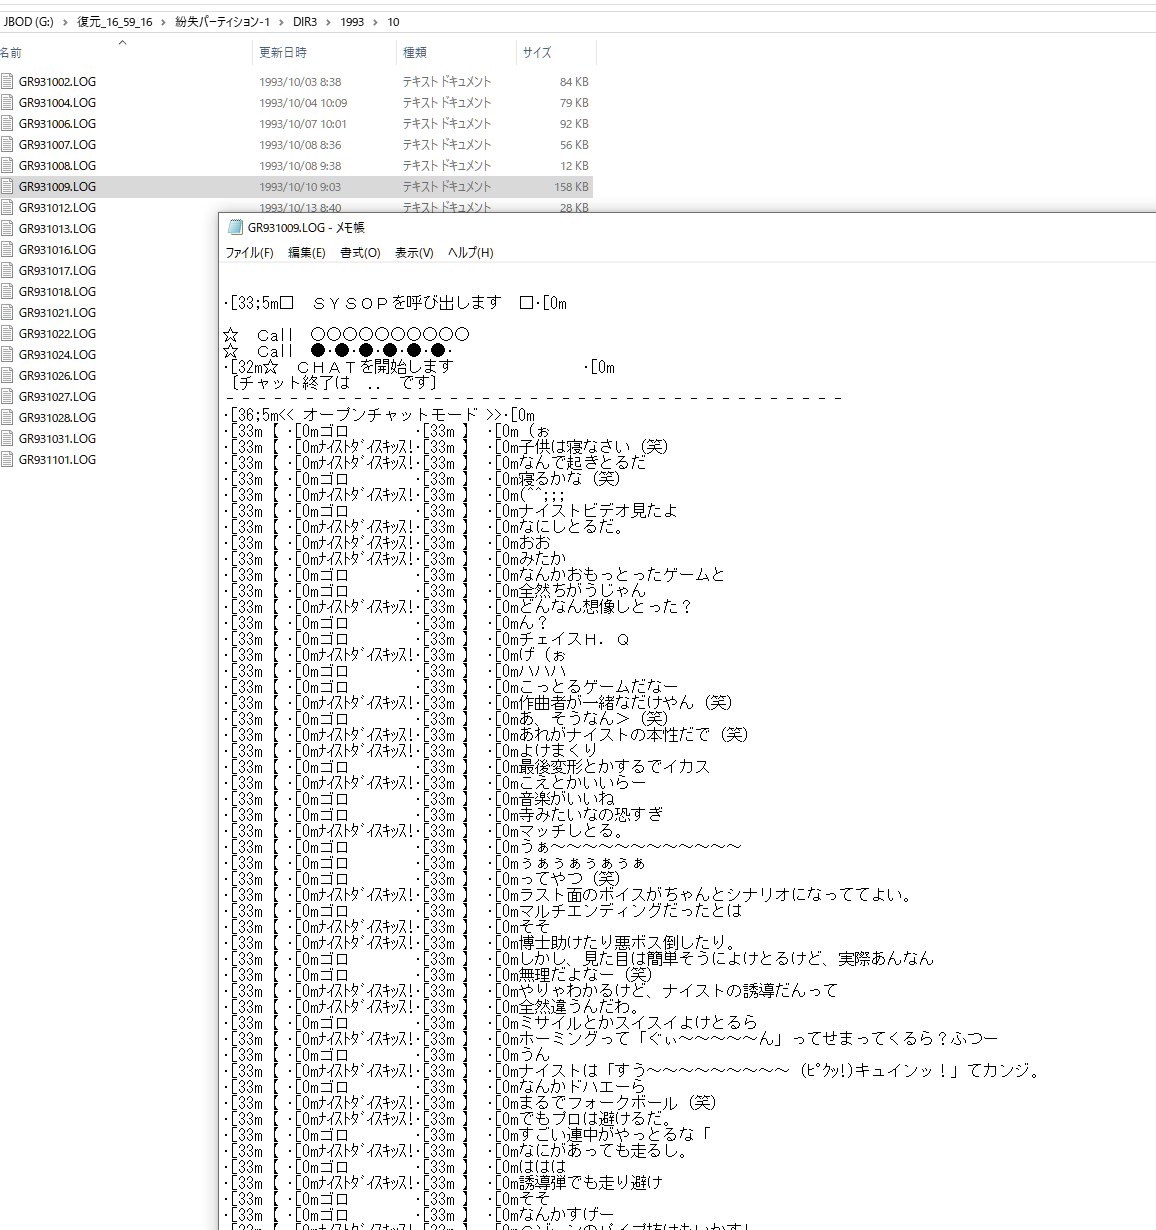 JBOD (G:) › 復元_16_59_16 › 紛失パーティション-1 › DIR3 › 1993 › 10
名前 更新日時 種類 サイズ
GR931002.LOG 1993/10/03 8:38 テキスト ドキュメント 84 KB
GR931004.LOG 1993/10/04 10:09 テキスト ドキュメント 79 KB
GR931006.LOG 1993/10/07 10:01 テキスト ドキュメント 92 KB
GR931007.LOG 1993/10/08 8:36 テキスト ドキュメント 56 KB
GR931008.LOG 1993/10/08 9:38 テキスト ドキュメント 12 KB
GR931009.LOG 1993/10/10 9:03 テキスト ドキュメント 158 KB
GR931012.LOG 1993/10/13 8:40 テキスト ドキュメント 28 KB
GR931013.LOG
GR931016.LOG
GR931017.LOG
GR931018.LOG
GR931021.LOG
GR931022.LOG
GR931024.LOG
GR931026.LOG
GR931027.LOG
GR931028.LOG
GR931031.LOG
GR931101.LOG
GR931009.LOG - メモ帳
ファイル(F) 編集(E) 書式(O) 表示(V) ヘルプ(H)
·[33;5m□　ＳＹＳＯＰを呼び出します　□·[0m
☆　Call　○○○○○○○○○○
☆　Call　●·●·●·●·●·●·
·[32m☆　ＣＨＡＴを開始します　·[0m
〔チャット終了は　..　です〕
- - - - - - - - - - - - - - - - - - - - - - - - - - - - - - - - - - - - - - -
·[36;5m<< オープンチャットモード >>·[0m
·[33m【 ·[0mゴロ ·[33m 】 ·[0m（ぉ
·[33m【 ·[0mﾅｲｽﾄﾀﾞｲｽｷｯｽ!·[33m 】 ·[0m子供は寝なさい（笑）
·[33m【 ·[0mﾅｲｽﾄﾀﾞｲｽｷｯｽ!·[33m 】 ·[0mなんで起きとるだ
·[33m【 ·[0mゴロ ·[33m 】 ·[0m寝るかな（笑）
·[33m【 ·[0mﾅｲｽﾄﾀﾞｲｽｷｯｽ!·[33m 】 ·[0m(^^;;;
·[33m【 ·[0mゴロ ·[33m 】 ·[0mナイストビデオ見たよ
·[33m【 ·[0mﾅｲｽﾄﾀﾞｲｽｷｯｽ!·[33m 】 ·[0mなにしとるだ。
·[33m【 ·[0mﾅｲｽﾄﾀﾞｲｽｷｯｽ!·[33m 】 ·[0mおお
·[33m【 ·[0mﾅｲｽﾄﾀﾞｲｽｷｯｽ!·[33m 】 ·[0mみたか
·[33m【 ·[0mゴロ ·[33m 】 ·[0mなんかおもっとったゲームと
·[33m【 ·[0mゴロ ·[33m 】 ·[0m全然ちがうじゃん
·[33m【 ·[0mﾅｲｽﾄﾀﾞｲｽｷｯｽ!·[33m 】 ·[0mどんなん想像しとった？
·[33m【 ·[0mゴロ ·[33m 】 ·[0mん？
·[33m【 ·[0mゴロ ·[33m 】 ·[0mチェイスＨ．Ｑ
·[33m【 ·[0mﾅｲｽﾄﾀﾞｲｽｷｯｽ!·[33m 】 ·[0mげ（ぉ
·[33m【 ·[0mゴロ ·[33m 】 ·[0mハハハ
·[33m【 ·[0mゴロ ·[33m 】 ·[0mこっとるゲームだなー
·[33m【 ·[0mﾅｲｽﾄﾀﾞｲｽｷｯｽ!·[33m 】 ·[0m作曲者が一緒なだけやん（笑）
·[33m【 ·[0mゴロ ·[33m 】 ·[0mあ、そうなん＞（笑）
·[33m【 ·[0mﾅｲｽﾄﾀﾞｲｽｷｯｽ!·[33m 】 ·[0mあれがナイストの本性だで（笑）
·[33m【 ·[0mﾅｲｽﾄﾀﾞｲｽｷｯｽ!·[33m 】 ·[0mよけまくり
·[33m【 ·[0mゴロ ·[33m 】 ·[0m最後変形とかするでイカス
·[33m【 ·[0mﾅｲｽﾄﾀﾞｲｽｷｯｽ!·[33m 】 ·[0mこえとかいいらー
·[33m【 ·[0mゴロ ·[33m 】 ·[0m音楽がいいね
·[33m【 ·[0mゴロ ·[33m 】 ·[0m寺みたいなの恐すぎ
·[33m【 ·[0mﾅｲｽﾄﾀﾞｲｽｷｯｽ!·[33m 】 ·[0mマッチしとる。
·[33m【 ·[0mゴロ ·[33m 】 ·[0mうぁ～～～～～～～～～～～～
·[33m【 ·[0mゴロ ·[33m 】 ·[0mぅぁぅぁぅぁぅぁ
·[33m【 ·[0mゴロ ·[33m 】 ·[0mってやつ（笑）
·[33m【 ·[0mﾅｲｽﾄﾀﾞｲｽｷｯｽ!·[33m 】 ·[0mラスト面のボイスがちゃんとシナリオになっててよい。
·[33m【 ·[0mゴロ ·[33m 】 ·[0mマルチエンディングだったとは
·[33m【 ·[0mﾅｲｽﾄﾀﾞｲｽｷｯｽ!·[33m 】 ·[0mそそ
·[33m【 ·[0mﾅｲｽﾄﾀﾞｲｽｷｯｽ!·[33m 】 ·[0m博士助けたり悪ボス倒したり。
·[33m【 ·[0mゴロ ·[33m 】 ·[0mしかし、見た目は簡単そうによけとるけど、実際あんなん
·[33m【 ·[0mゴロ ·[33m 】 ·[0m無理だよなー（笑）
·[33m【 ·[0mﾅｲｽﾄﾀﾞｲｽｷｯｽ!·[33m 】 ·[0mやりゃわかるけど、ナイストの誘導だんって
·[33m【 ·[0mﾅｲｽﾄﾀﾞｲｽｷｯｽ!·[33m 】 ·[0m全然違うんだわ。
·[33m【 ·[0mゴロ ·[33m 】 ·[0mミサイルとかスイスイよけとるら
·[33m【 ·[0mﾅｲｽﾄﾀﾞｲｽｷｯｽ!·[33m 】 ·[0mホーミングって「ぐぃ～～～～～ん」ってせまってくるら？ふつー
·[33m【 ·[0mゴロ ·[33m 】 ·[0mうん
·[33m【 ·[0mﾅｲｽﾄﾀﾞｲｽｷｯｽ!·[33m 】 ·[0mナイストは「すう～～～～～～～～～（ﾋﾟｸｯ!)キュインッ！」てカンジ。
·[33m【 ·[0mゴロ ·[33m 】 ·[0mなんかドハエーら
·[33m【 ·[0mﾅｲｽﾄﾀﾞｲｽｷｯｽ!·[33m 】 ·[0mまるでフォークボール（笑）
·[33m【 ·[0mﾅｲｽﾄﾀﾞｲｽｷｯｽ!·[33m 】 ·[0mでもプロは避けるだ。
·[33m【 ·[0mゴロ ·[33m 】 ·[0mすごい連中がやっとるな「
·[33m【 ·[0mﾅｲｽﾄﾀﾞｲｽｷｯｽ!·[33m 】 ·[0mなにがあっても走るし。
·[33m【 ·[0mゴロ ·[33m 】 ·[0mははは
·[33m【 ·[0mﾅｲｽﾄﾀﾞｲｽｷｯｽ!·[33m 】 ·[0m誘導弾でも走り避け
·[33m【 ·[0mゴロ ·[33m 】 ·[0mそそ
·[33m【 ·[0mゴロ ·[33m 】 ·[0mなんかすげー